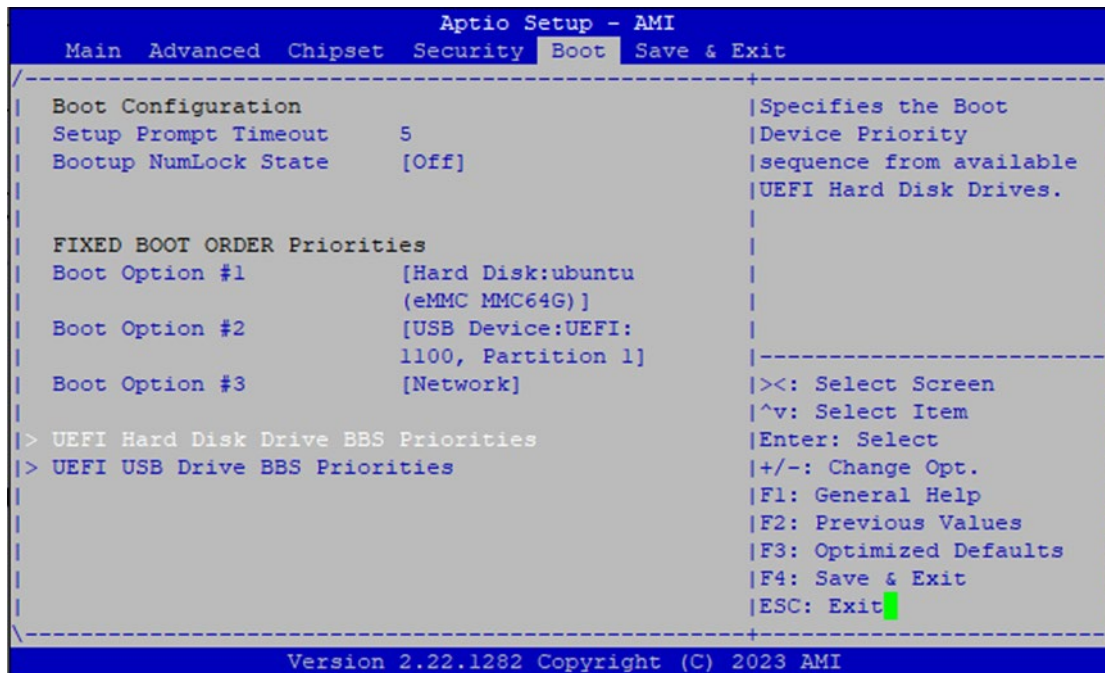 Aptio Setup - AMI
Main Advanced Chipset Security Boot Save & Exit
Boot Configuration
Setup Prompt Timeout 5
Bootup NumLock State [Off]
FIXED BOOT ORDER Priorities
Boot Option #1 [Hard Disk:ubuntu
(eMMC MMC64G)]
Boot Option #2 [USB Device:UEFI:
1100, Partition 1]
Boot Option #3 [Network]
> UEFI Hard Disk Drive BBS Priorities
> UEFI USB Drive BBS Priorities
Specifies the Boot
Device Priority
sequence from available
UEFI Hard Disk Drives.
><: Select Screen
^v: Select Item
Enter: Select
+/-: Change Opt.
F1: General Help
F2: Previous Values
F3: Optimized Defaults
F4: Save & Exit
ESC: Exit
Version 2.22.1282 Copyright (C) 2023 AMI